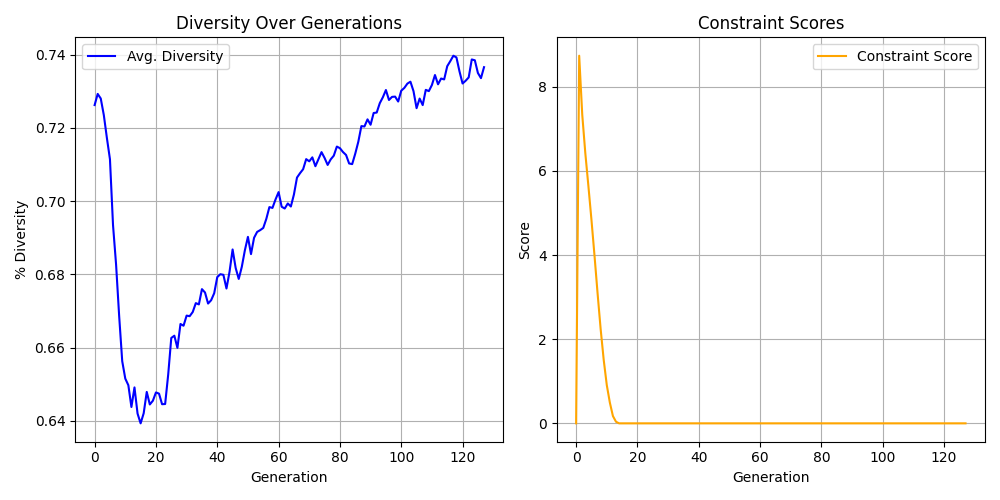 Diversity Over Generations
Avg. Diversity
% Diversity
0.74
0.72
0.70
0.68
0.66
0.64
0 20 40 60 80 100 120
Generation
Constraint Scores
Constraint Score
Score
8
6
4
2
0
0 20 40 60 80 100 120
Generation